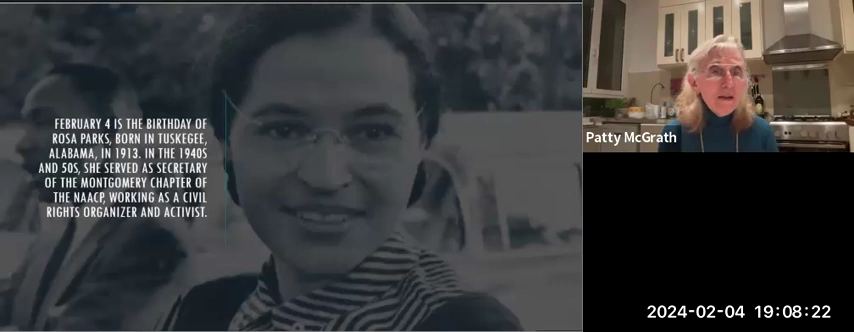 FEBRUARY 4 IS THE BIRTHDAY OF
ROSA PARKS, BORN IN TUSKEGEE,
ALABAMA, IN 1913. IN THE 1940S
AND 50S, SHE SERVED AS SECRETARY
OF THE MONTGOMERY CHAPTER OF
THE NAACP, WORKING AS A CIVIL
RIGHTS ORGANIZER AND ACTIVIST.
Patty McGrath
2024-02-04 19:08:22